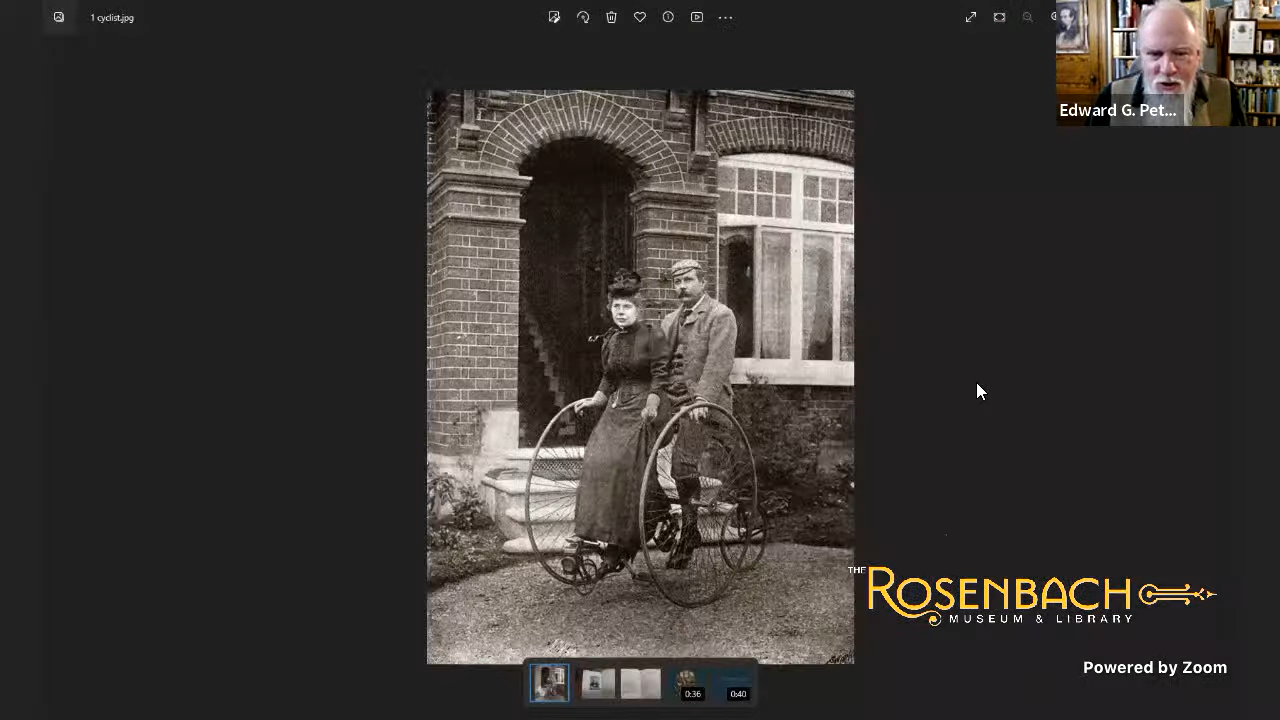 1 cyclist.jpg
Edward G. Pet...
THE
ROSENBACH
MUSEUM & LIBRARY
Powered by Zoom
0:36
0:40